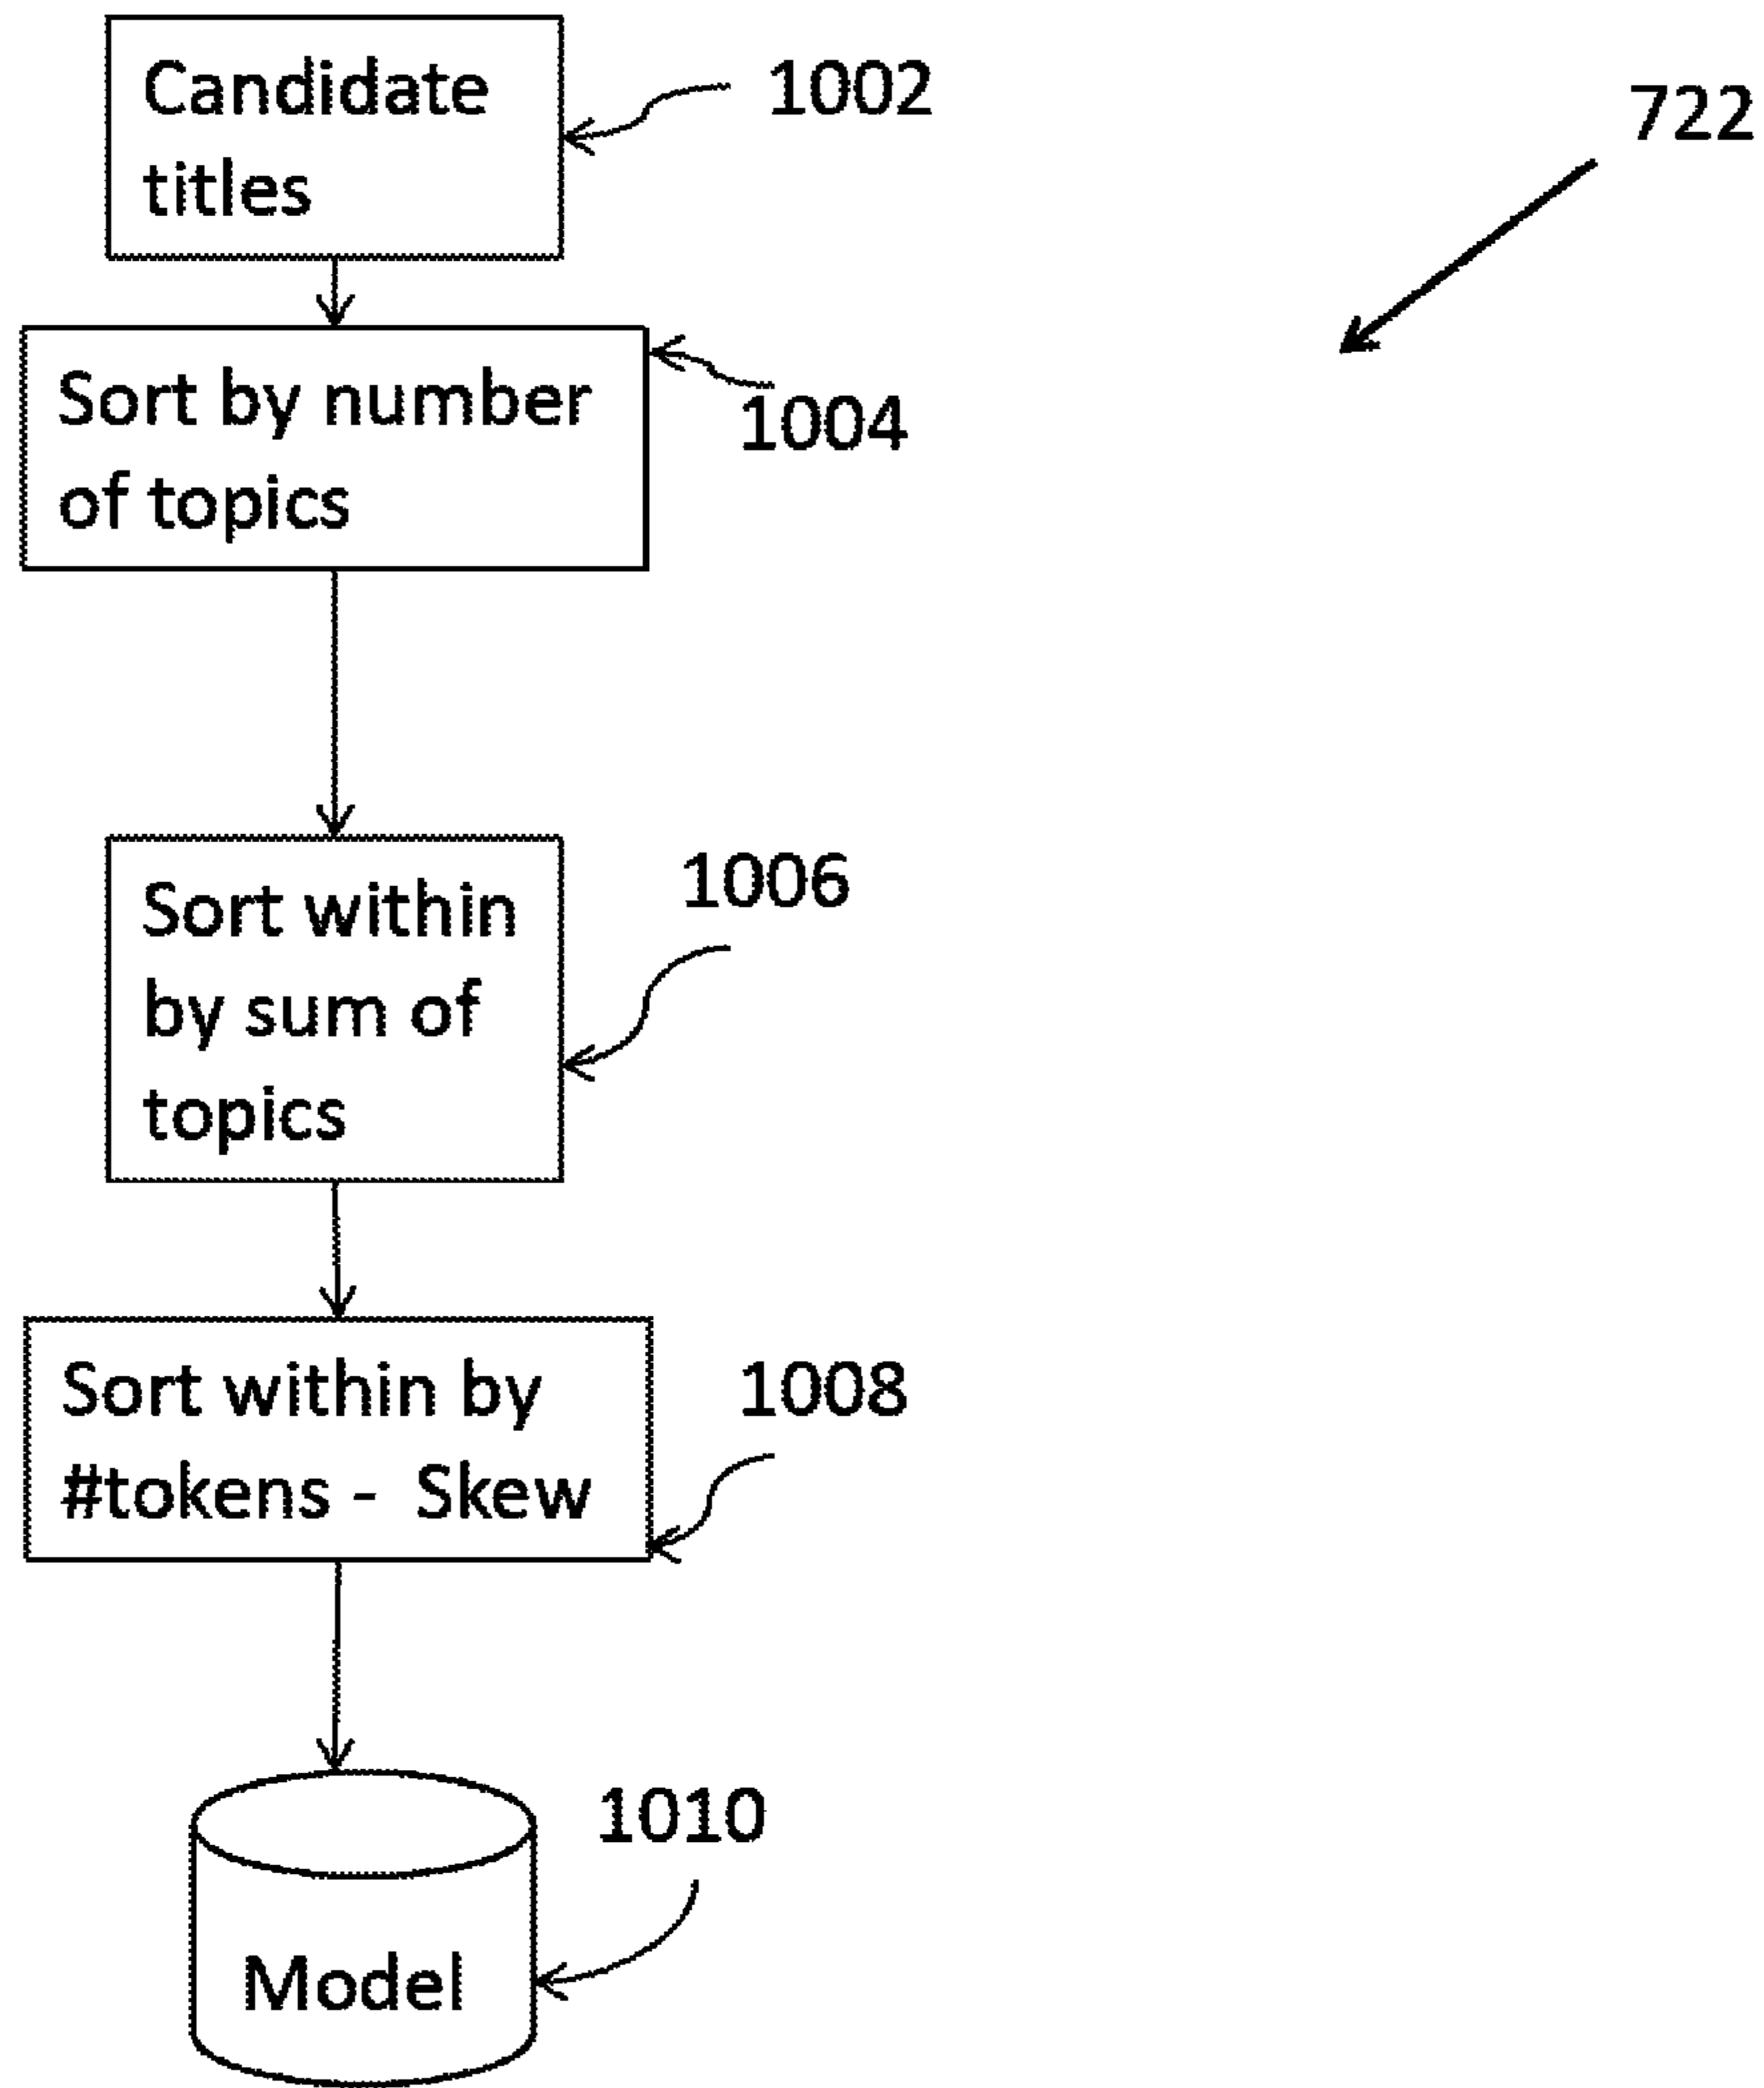 Candidate
titles
1002
722
Sort by number
of topics
1004
Sort within
by sum of
topics
1006
Sort within by
#tokens - Skew
1008
1010
Model